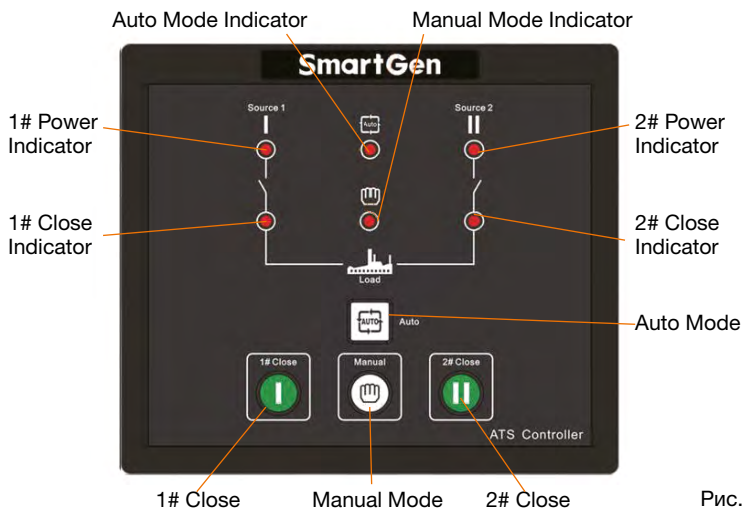 Auto Mode Indicator
Manual Mode Indicator
SmartGen
1# Power
Indicator
Source 1
I
Auto
Source 2
II
2# Power
Indicator
1# Close
Indicator
2# Close
Indicator
Load
AUTO
Auto
Auto Mode
1# Close
Manual
2# Close
I
II
ATS Controller
1# Close
Manual Mode
2# Close
Рис.